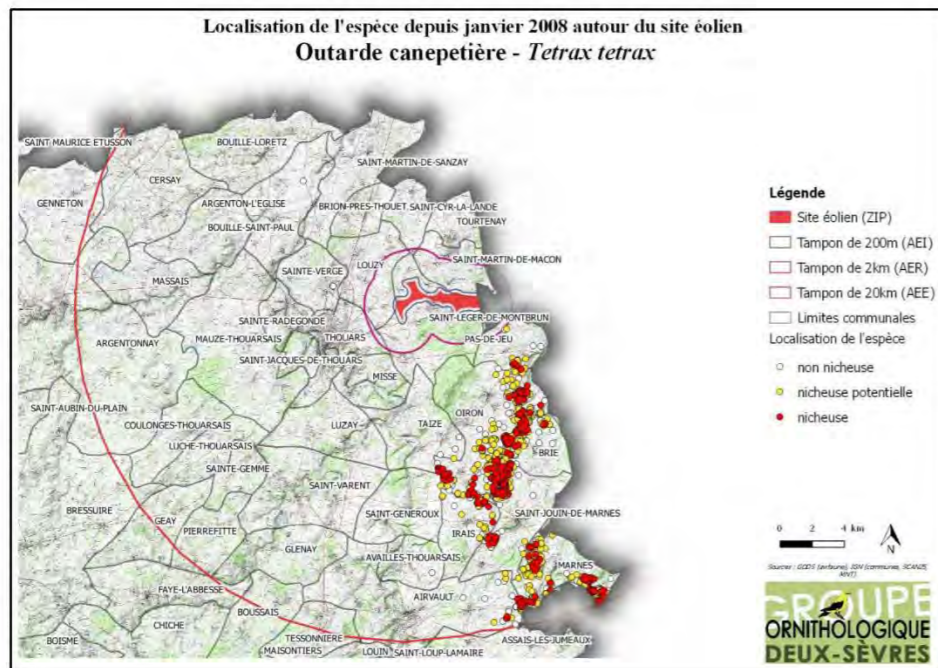 Localisation de l'espèce depuis janvier 2008 autour du site éolien
Outarde canepetière - Tetrax tetrax
SAINT MAURICE ETUSSON
BOUILLE-LORETZ
SAINT-MARTIN-DE-SANZAY
GENNETON
CERSAY
ARGENTON-L'EGLISE
BRION-PRES-THOUET
SAINT-CYR-LA-LANDE
TOURTENAY
BOUILLE-SAINT-PAUL
LOUZY
SAINT-MARTIN-DE-MACON
MASSAIS
SAINTE-VERGE
SAINTE-RADEGONDE
SAINT-LEGER-DE-MONTBRUN
ARGENTONNAY
MAUZE-THOUARSAIS
THOUARS
PAS-DE-JEU
SAINT-JACQUES-DE-THOUARS
MISSE
SAINT-AUBIN-DU-PLAIN
OIRON
COULONGES-THOUARSAIS
LUZAY
TAIZE
LUCHE-THOUARSAIS
BRIE
SAINTE-GEMME
SAINT-VARENT
BRESSUIRE
GEAY
SAINT-GENEROUX
SAINT-JOUIN-DE-MARNES
PIERREFITTE
IRAIS
GLENAY
AVAILLES-THOUARSAIS
MARNES
FAYE-L'ABBESSE
AIRVAULT
BOUSSAIS
CHICHE
BOISME
TESSONNIERE
ASSAIS-LES-JUMEAUX
MAISONTIERS
LOUIN
SAINT-LOUP-LAMAIRE
Légende
Site éolien (ZIP)
Tampon de 200m (AEI)
Tampon de 2km (AER)
Tampon de 20km (AEE)
Limites communales
Localisation de l'espèce
non nicheuse
nicheuse potentielle
nicheuse
0 2 4 km
N
Sources : GODS (avifaune), IGN (communes, SCAN25,
GROUPE
ORNITHOLOGIQUE
DEUX-SÈVRES